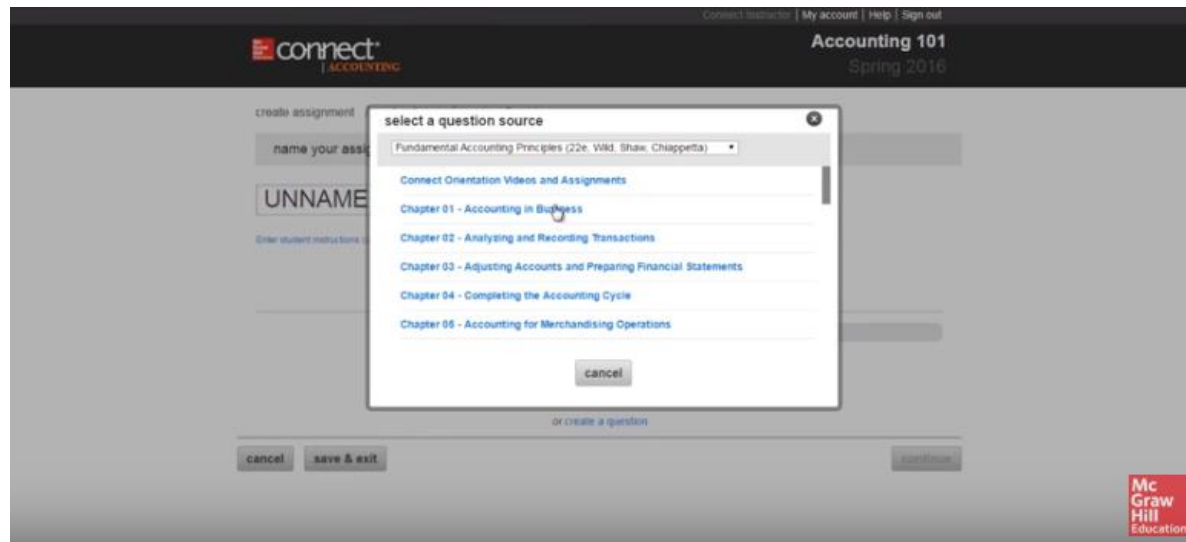 Connect Instructor | My account | Help | Sign out
connect
ACCOUNTING
Accounting 101
Spring 2016
create assignment
select a question source
name your assig
Fundamental Accounting Principles (22e, Wild, Shaw, Chiappetta)
Connect Orientation Videos and Assignments
UNNAME
Chapter 01 - Accounting in Business
Chapter 02 - Analyzing and Recording Transactions
Enter student instructions
Chapter 03 - Adjusting Accounts and Preparing Financial Statements
Chapter 04 - Completing the Accounting Cycle
Chapter 05 - Accounting for Merchandising Operations
cancel
or create a question
cancel
save & exit
continue
Mc
Graw
Hill
Education